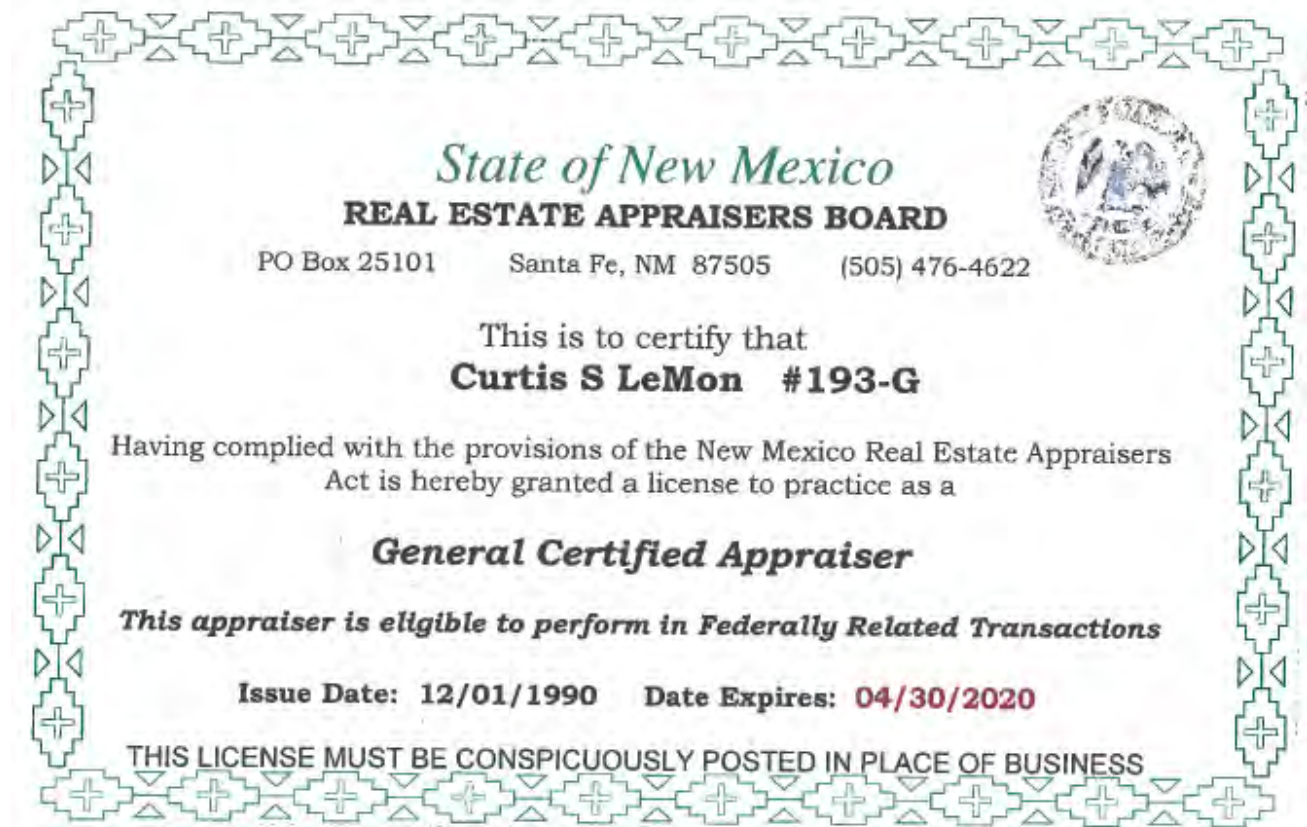 State of New Mexico
REAL ESTATE APPRAISERS BOARD
PO Box 25101 Santa Fe, NM 87505 (505) 476-4622
This is to certify that
Curtis S LeMon #193-G
Having complied with the provisions of the New Mexico Real Estate Appraisers
Act is hereby granted a license to practice as a
General Certified Appraiser
This appraiser is eligible to perform in Federally Related Transactions
Issue Date: 12/01/1990 Date Expires: 04/30/2020
THIS LICENSE MUST BE CONSPICUOUSLY POSTED IN PLACE OF BUSINESS